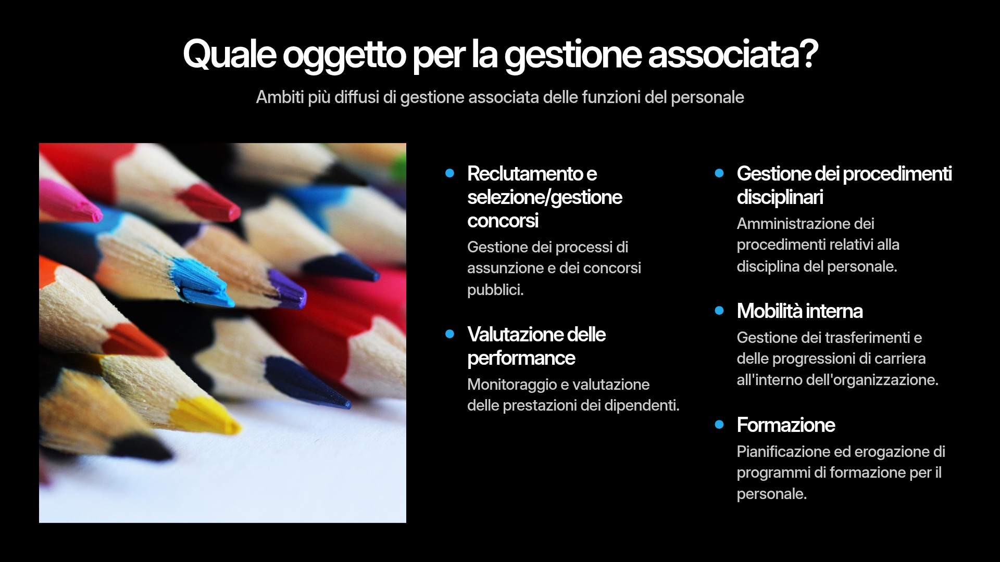 Quale oggetto per la gestione associata?
Ambiti più diffusi di gestione associata delle funzioni del personale
Reclutamento e
selezione/gestione
concorsi
Gestione dei processi di
assunzione e dei concorsi
pubblici.
Valutazione delle
performance
Monitoraggio e valutazione
delle prestazioni dei dipendenti.
Gestione dei procedimenti
disciplinari
Amministrazione dei
procedimenti relativi alla
disciplina del personale.
Mobilità interna
Gestione dei trasferimenti e
delle progressioni di carriera
all'interno dell'organizzazione.
Formazione
Pianificazione ed erogazione di
programmi di formazione per il
personale.